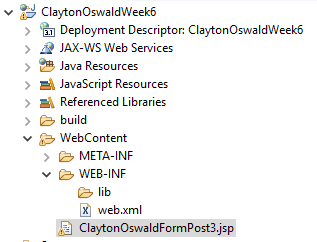 ClaytonOswaldWeek6
Deployment Descriptor: ClaytonOswaldWeek6
JAX-WS Web Services
Java Resources
JavaScript Resources
Referenced Libraries
build
WebContent
META-INF
WEB-INF
lib
web.xml
ClaytonOswaldFormPost3.jsp